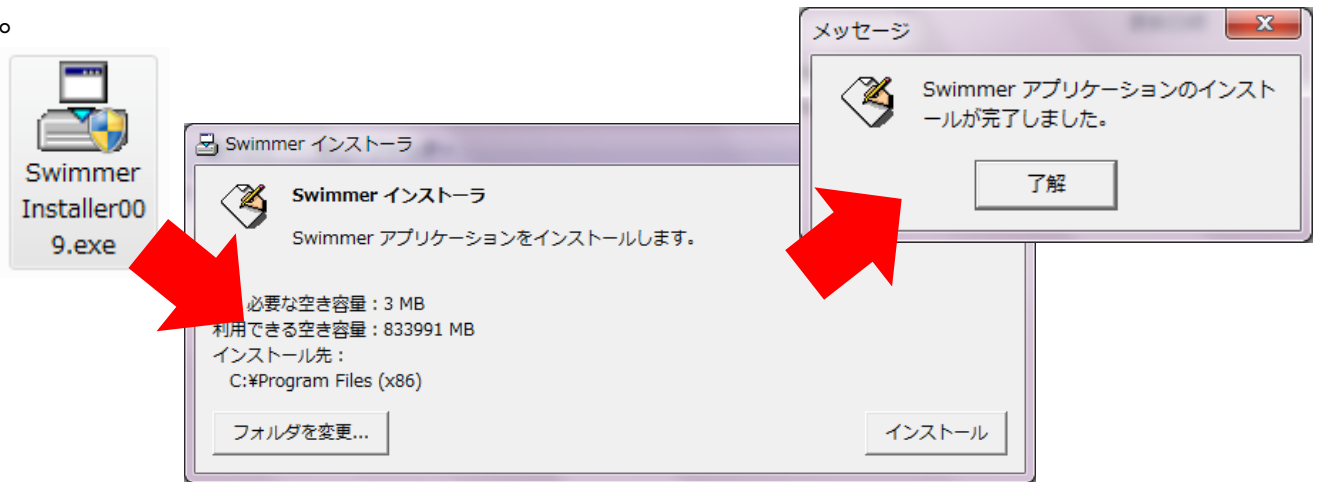 。
Swimmer
Installer00
9.exe
Swimmer インストーラ
Swimmer インストーラ
Swimmer アプリケーションをインストールします。
必要な空き容量：3 MB
利用できる空き容量：833991 MB
インストール先：
C:¥Program Files (x86)
フォルダを変更...
インストール
メッセージ
Swimmer アプリケーションのインスト
ールが完了しました。
了解